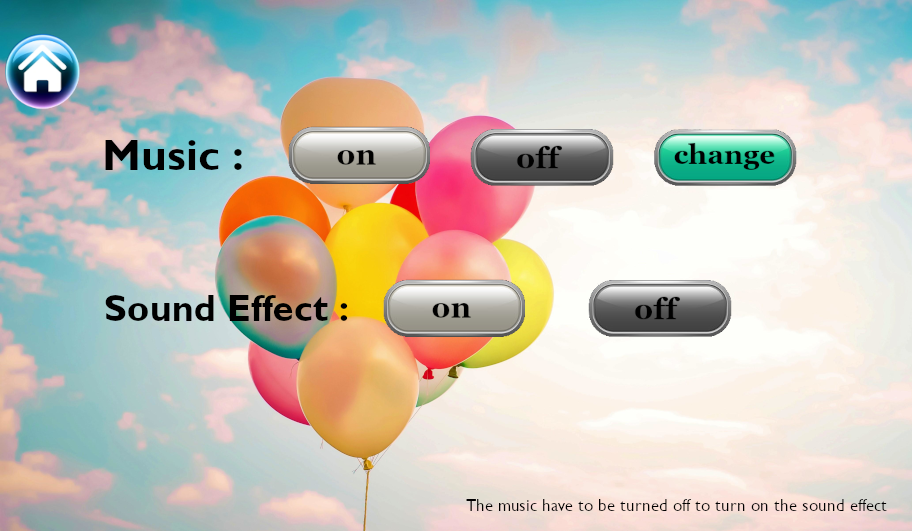 Music : on off change
Sound Effect : on off
The music have to be turned off to turn on the sound effect